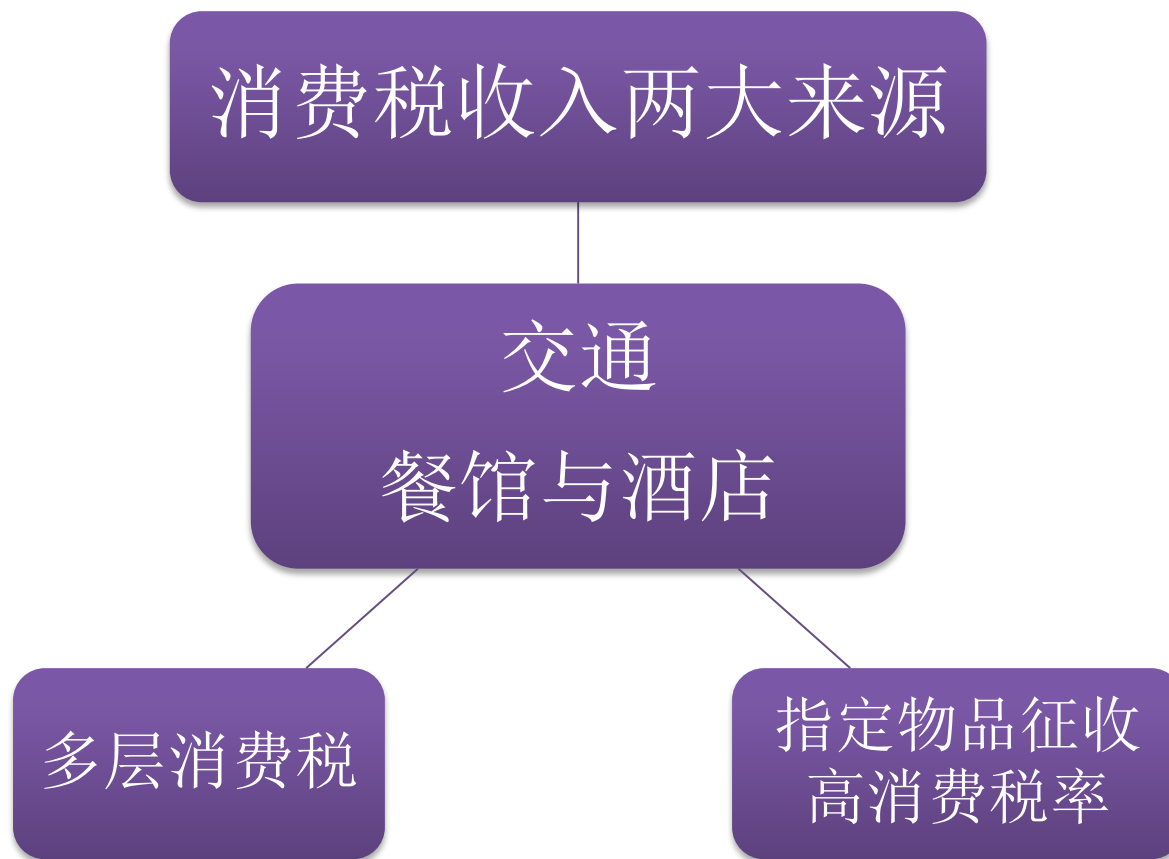 消费税收入两大来源
交通
餐馆与酒店
多层消费税
指定物品征收
高消费税率